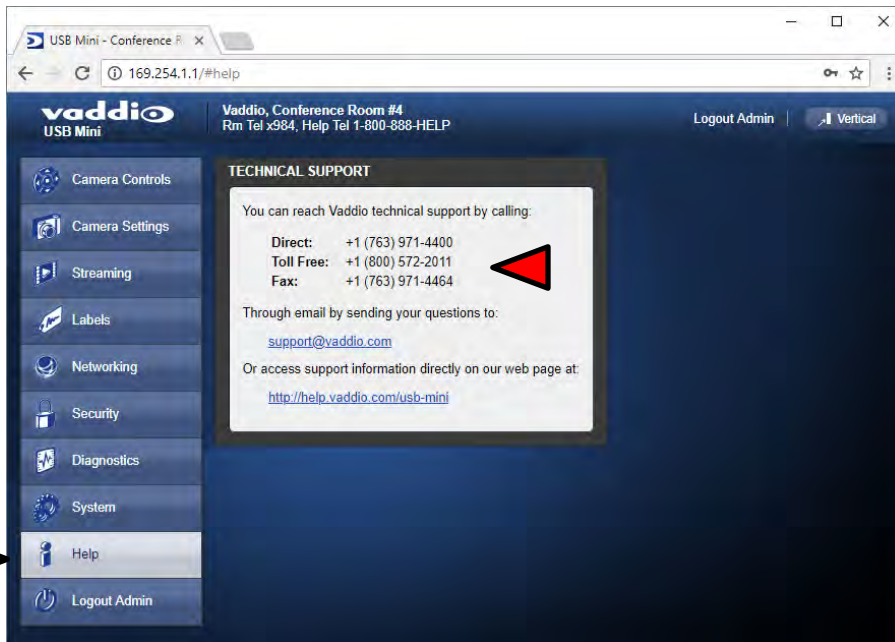 USB Mini - Conference R
169.254.1.1/#help
vaddio
USB Mini
Vaddio, Conference Room #4
Rm Tel x984, Help Tel 1-800-888-HELP
Logout Admin
Vertical
Camera Controls
Camera Settings
Streaming
Labels
Networking
Security
Diagnostics
System
Help
Logout Admin
TECHNICAL SUPPORT
You can reach Vaddio technical support by calling:
Direct: +1 (763) 971-4400
Toll Free: +1 (800) 572-2011
Fax: +1 (763) 971-4464
Through email by sending your questions to:
support@vaddio.com
Or access support information directly on our web page at:
http://help.vaddio.com/usb-mini